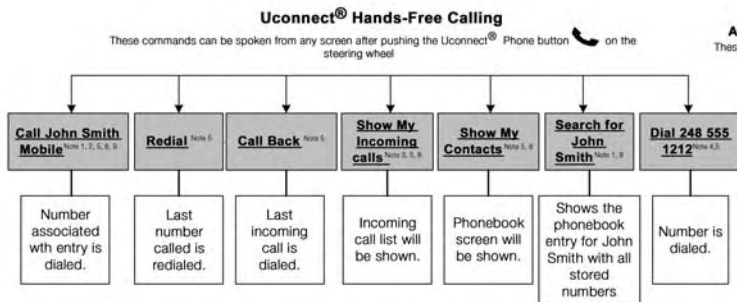 Uconnect® Hands-Free Calling
These commands can be spoken from any screen after pushing the Uconnect® Phone button on the
steering wheel
A
Thes
Call John Smith
Mobile Note 1, 2, 5, 8, 9
Redial Note 5
Call Back Note 5
Show My
Incoming
calls Note 3, 5, 8
Show My
Contacts Note 5, 8
Search for
John
Smith Note 1, 8
Dial 248 555
1212 Note 4,5
Number
associated
wth entry is
dialed.
Last
number
called is
redialed.
Last
incoming
call is
dialed.
Incoming
call list will
be shown.
Phonebook
screen will
be shown.
Shows the
phonebook
entry for John
Smith with all
stored
numbers
Number is
dialed.